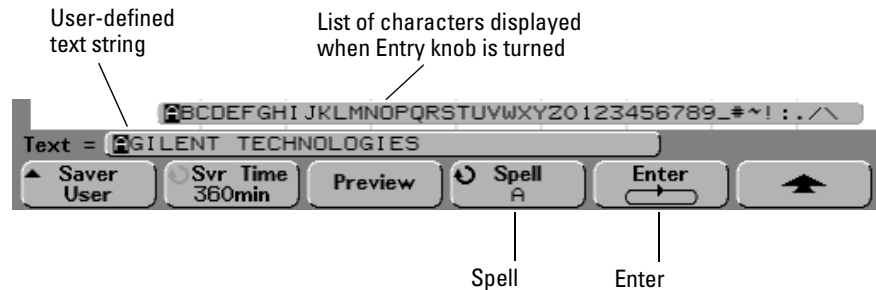 User-defined
text string
List of characters displayed
when Entry knob is turned
ABCDEFGHIJKLMNOPQRSTUVWXYZ0123456789_#~!:./\
Text = AGILENT TECHNOLOGIES
Saver
User
Svr Time
360min
Preview
Spell
A
Enter
Spell
Enter